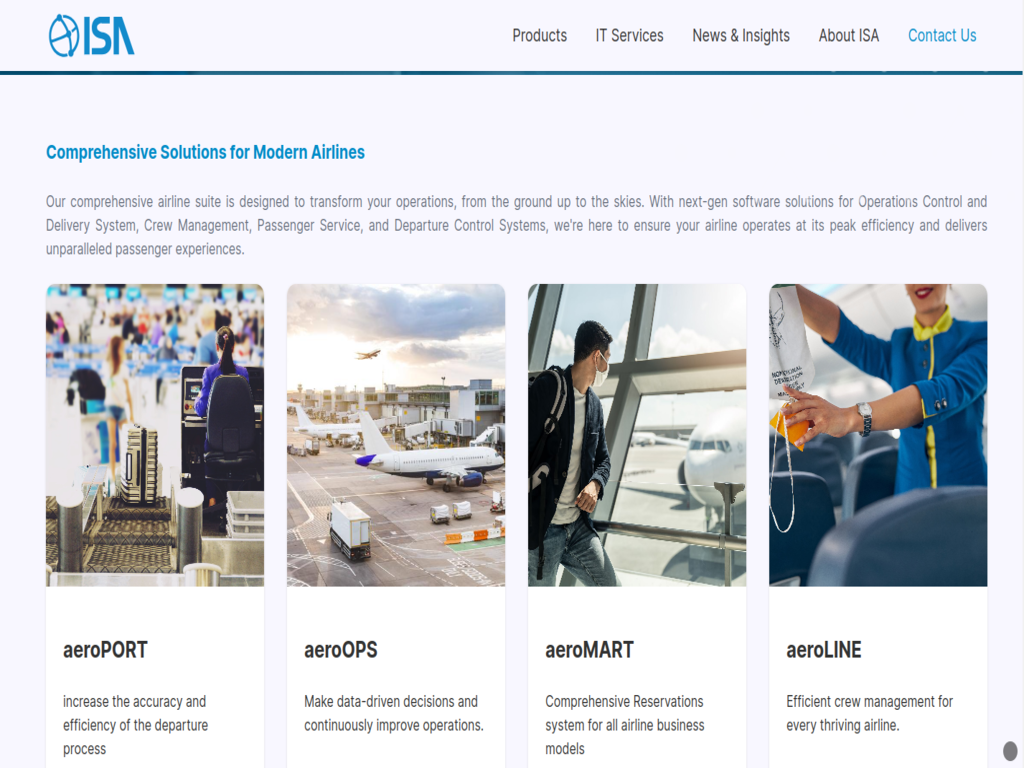 ISA
Products
IT Services
News & Insights
About ISA
Contact Us
Comprehensive Solutions for Modern Airlines
Our comprehensive airline suite is designed to transform your operations, from the ground up to the skies. With next-gen software solutions for Operations Control and
Delivery System, Crew Management, Passenger Service, and Departure Control Systems, we're here to ensure your airline operates at its peak efficiency and delivers
unparalleled passenger experiences.
aeroPORT
increase the accuracy and
efficiency of the departure
process
aeroOPS
Make data-driven decisions and
continuously improve operations.
aeroMART
Comprehensive Reservations
system for all airline business
models
aeroLINE
Efficient crew management for
every thriving airline.